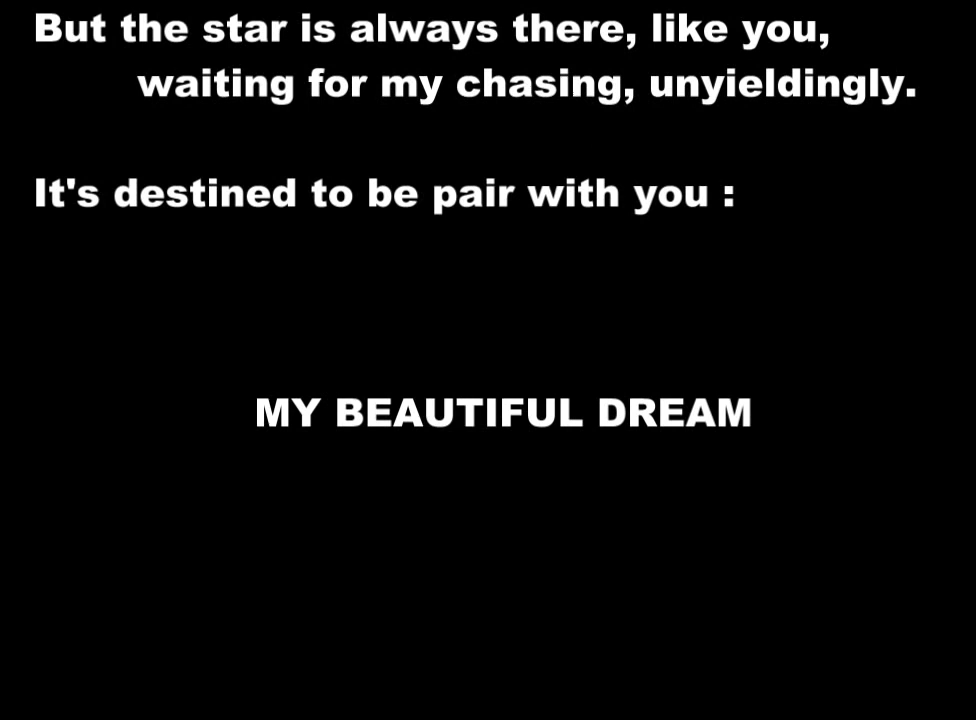 But the star is always there, like you,
waiting for my chasing, unyieldingly.
It's destined to be pair with you :
MY BEAUTIFUL DREAM